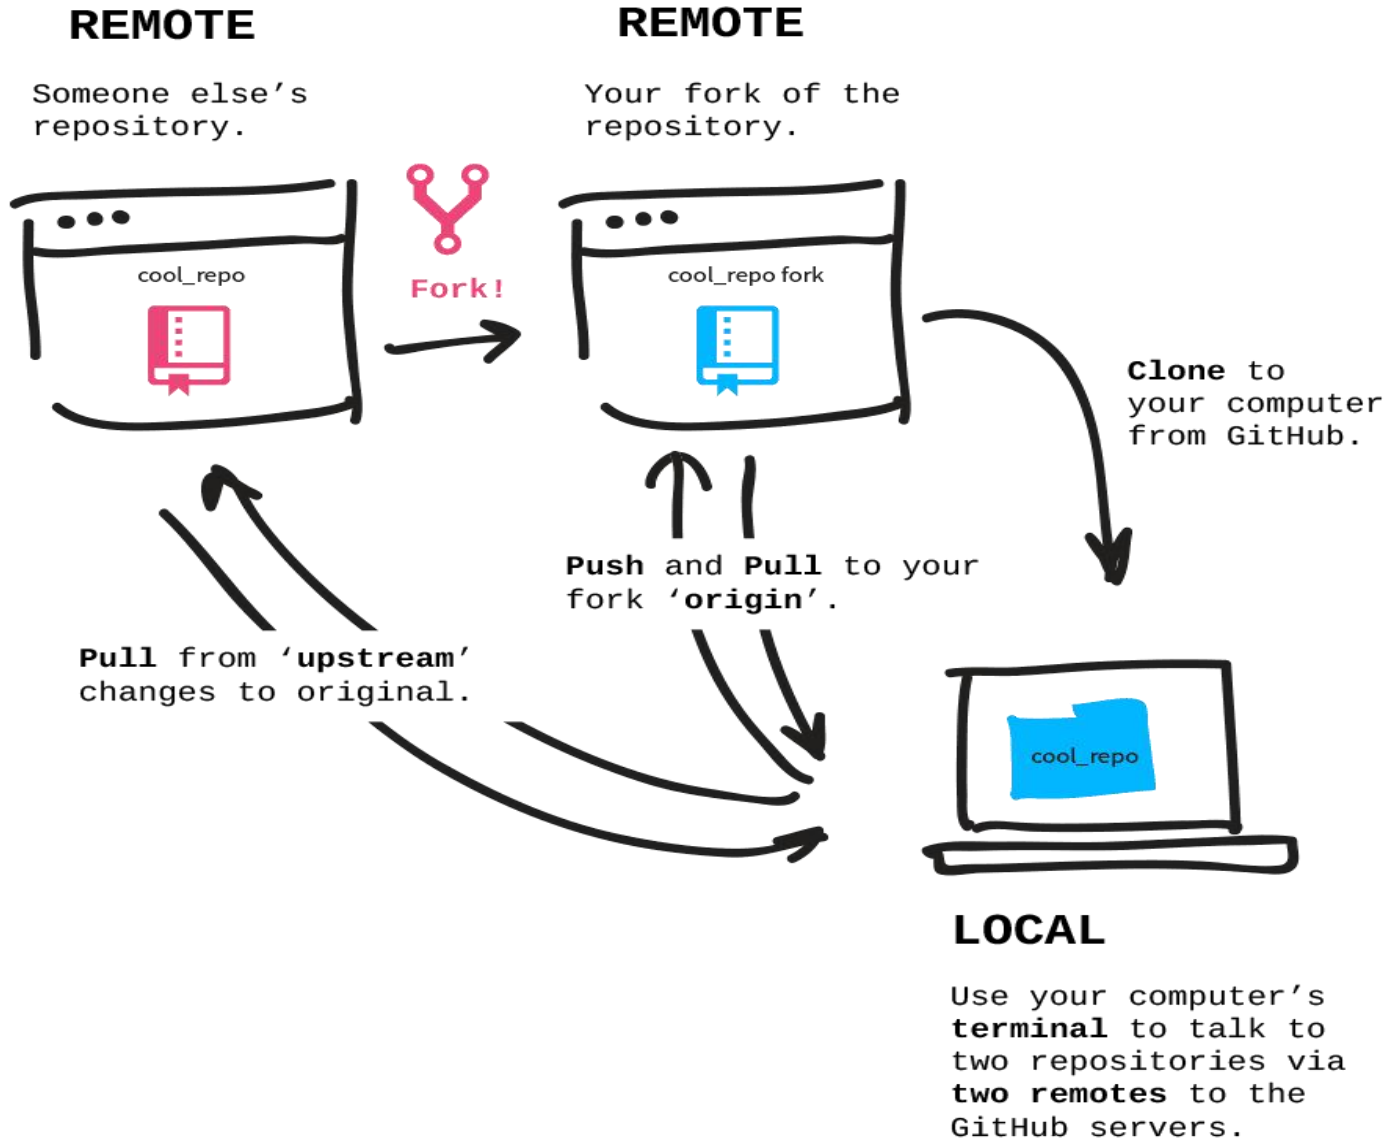 REMOTE
Someone else’s
repository.
REMOTE
Your fork of the
repository.
cool_repo
Fork!
cool_repo fork
Clone to
your computer
from GitHub.
Push and Pull to your
fork ‘origin’.
Pull from ‘upstream’
changes to original.
cool_repo
LOCAL
Use your computer’s
terminal to talk to
two repositories via
two remotes to the
GitHub servers.